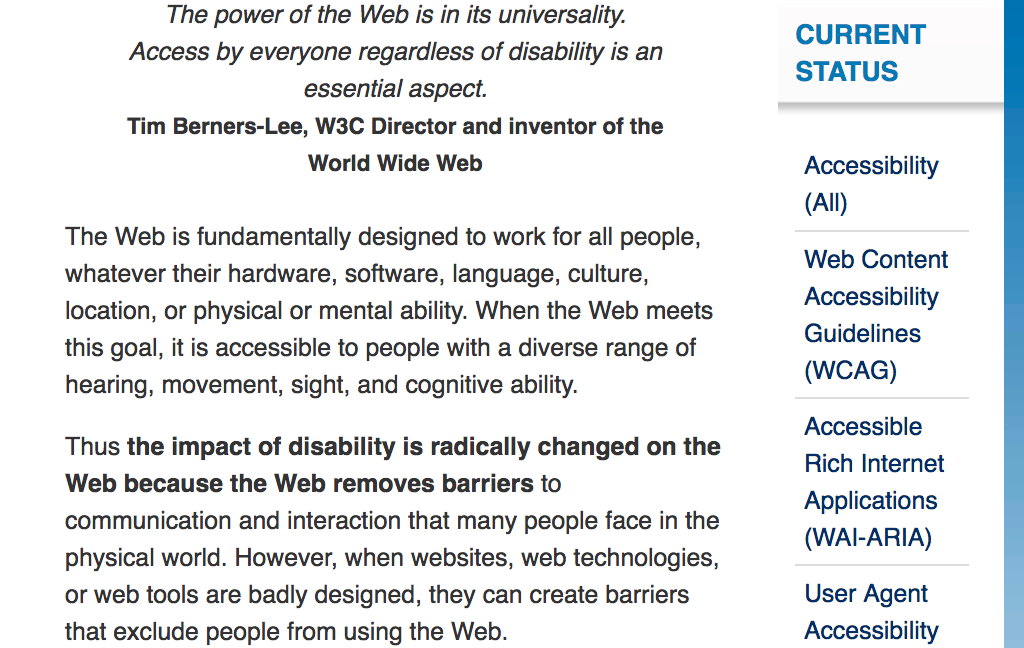 The power of the Web is in its universality.
Access by everyone regardless of disability is an
essential aspect.
Tim Berners-Lee, W3C Director and inventor of the
World Wide Web
The Web is fundamentally designed to work for all people,
whatever their hardware, software, language, culture,
location, or physical or mental ability. When the Web meets
this goal, it is accessible to people with a diverse range of
hearing, movement, sight, and cognitive ability.
Thus the impact of disability is radically changed on the
Web because the Web removes barriers to
communication and interaction that many people face in the
physical world. However, when websites, web technologies,
or web tools are badly designed, they can create barriers
that exclude people from using the Web.
CURRENT
STATUS
Accessibility
(All)
Web Content
Accessibility
Guidelines
(WCAG)
Accessible
Rich Internet
Applications
(WAI-ARIA)
User Agent
Accessibility